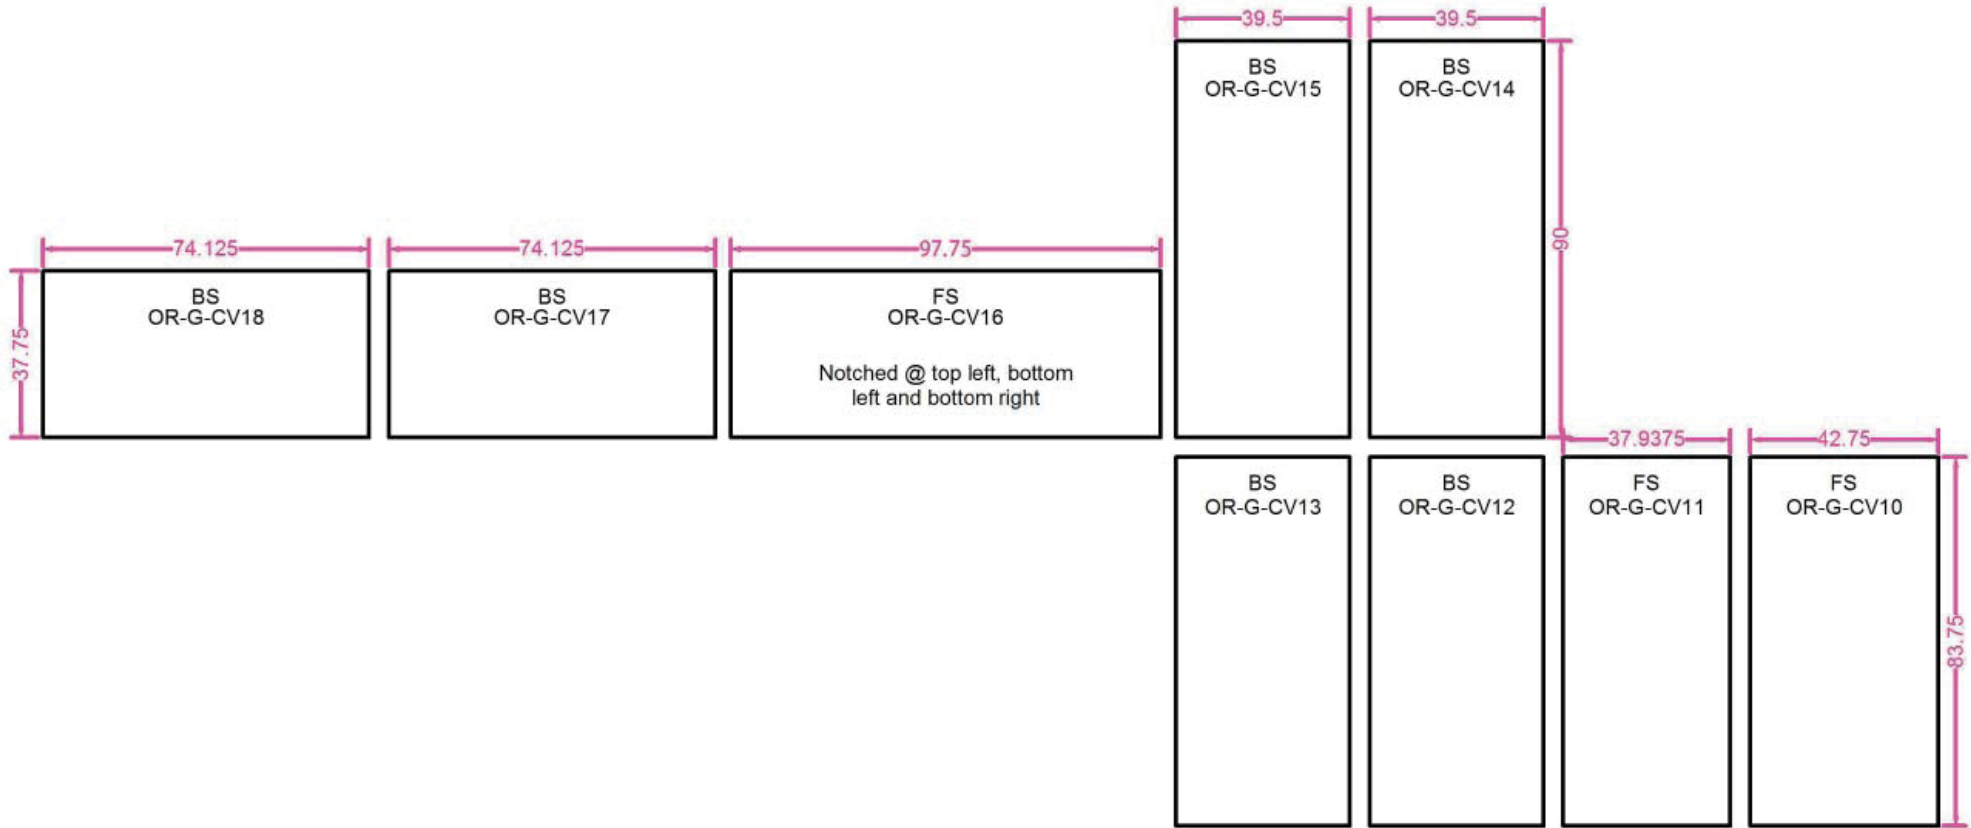 39.5
39.5
BS
OR-G-CV15
BS
OR-G-CV14
90
74.125
74.125
97.75
37.75
BS
OR-G-CV18
BS
OR-G-CV17
FS
OR-G-CV16
Notched @ top left, bottom
left and bottom right
37.9375
42.75
BS
OR-G-CV13
BS
OR-G-CV12
FS
OR-G-CV11
FS
OR-G-CV10
83.75